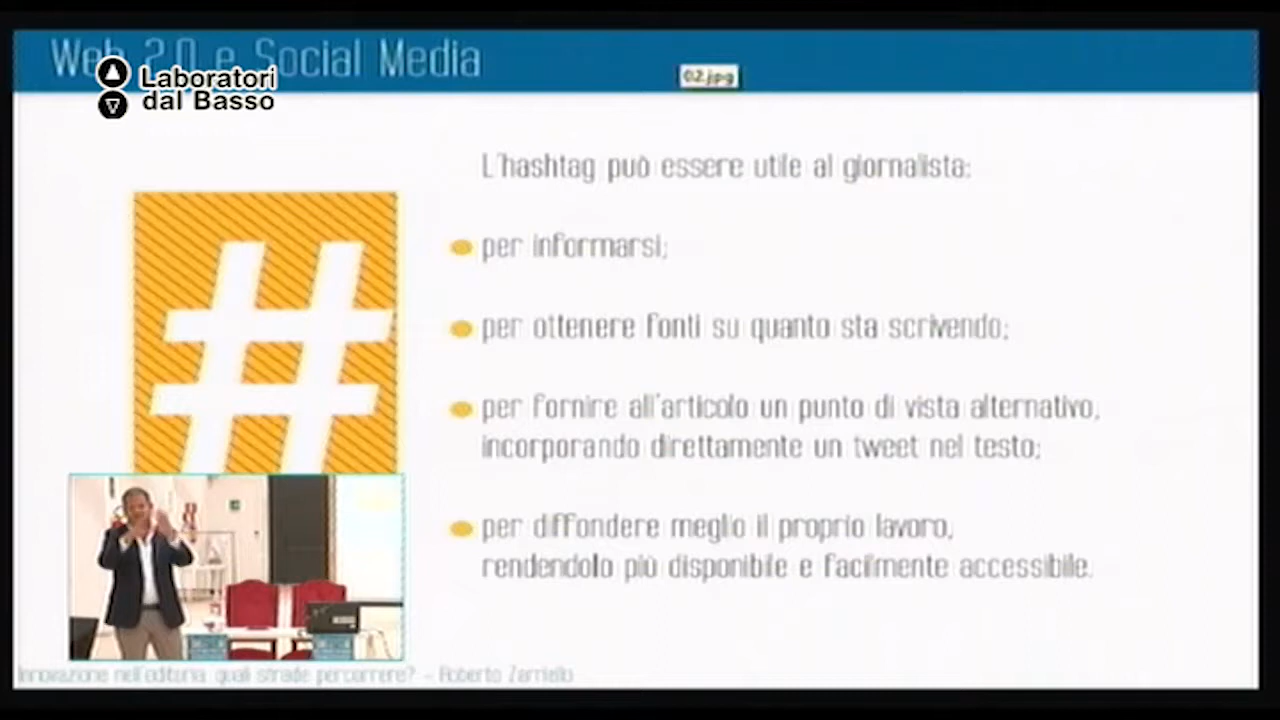 Web 2.0 e Social Media
Laboratori
dal Basso
02.jpg
L'hashtag può essere utile al giornalista:
per informarsi;
per ottenere fonti su quanto sta scrivendo;
per fornire all'articolo un punto di vista alternativo,
incorporando direttamente un tweet nel testo;
per diffondere meglio il proprio lavoro,
rendendolo più disponibile e facilmente accessibile.
#
Innovazione nell'editoria: quali strade percorrere? - Roberto Zarriello